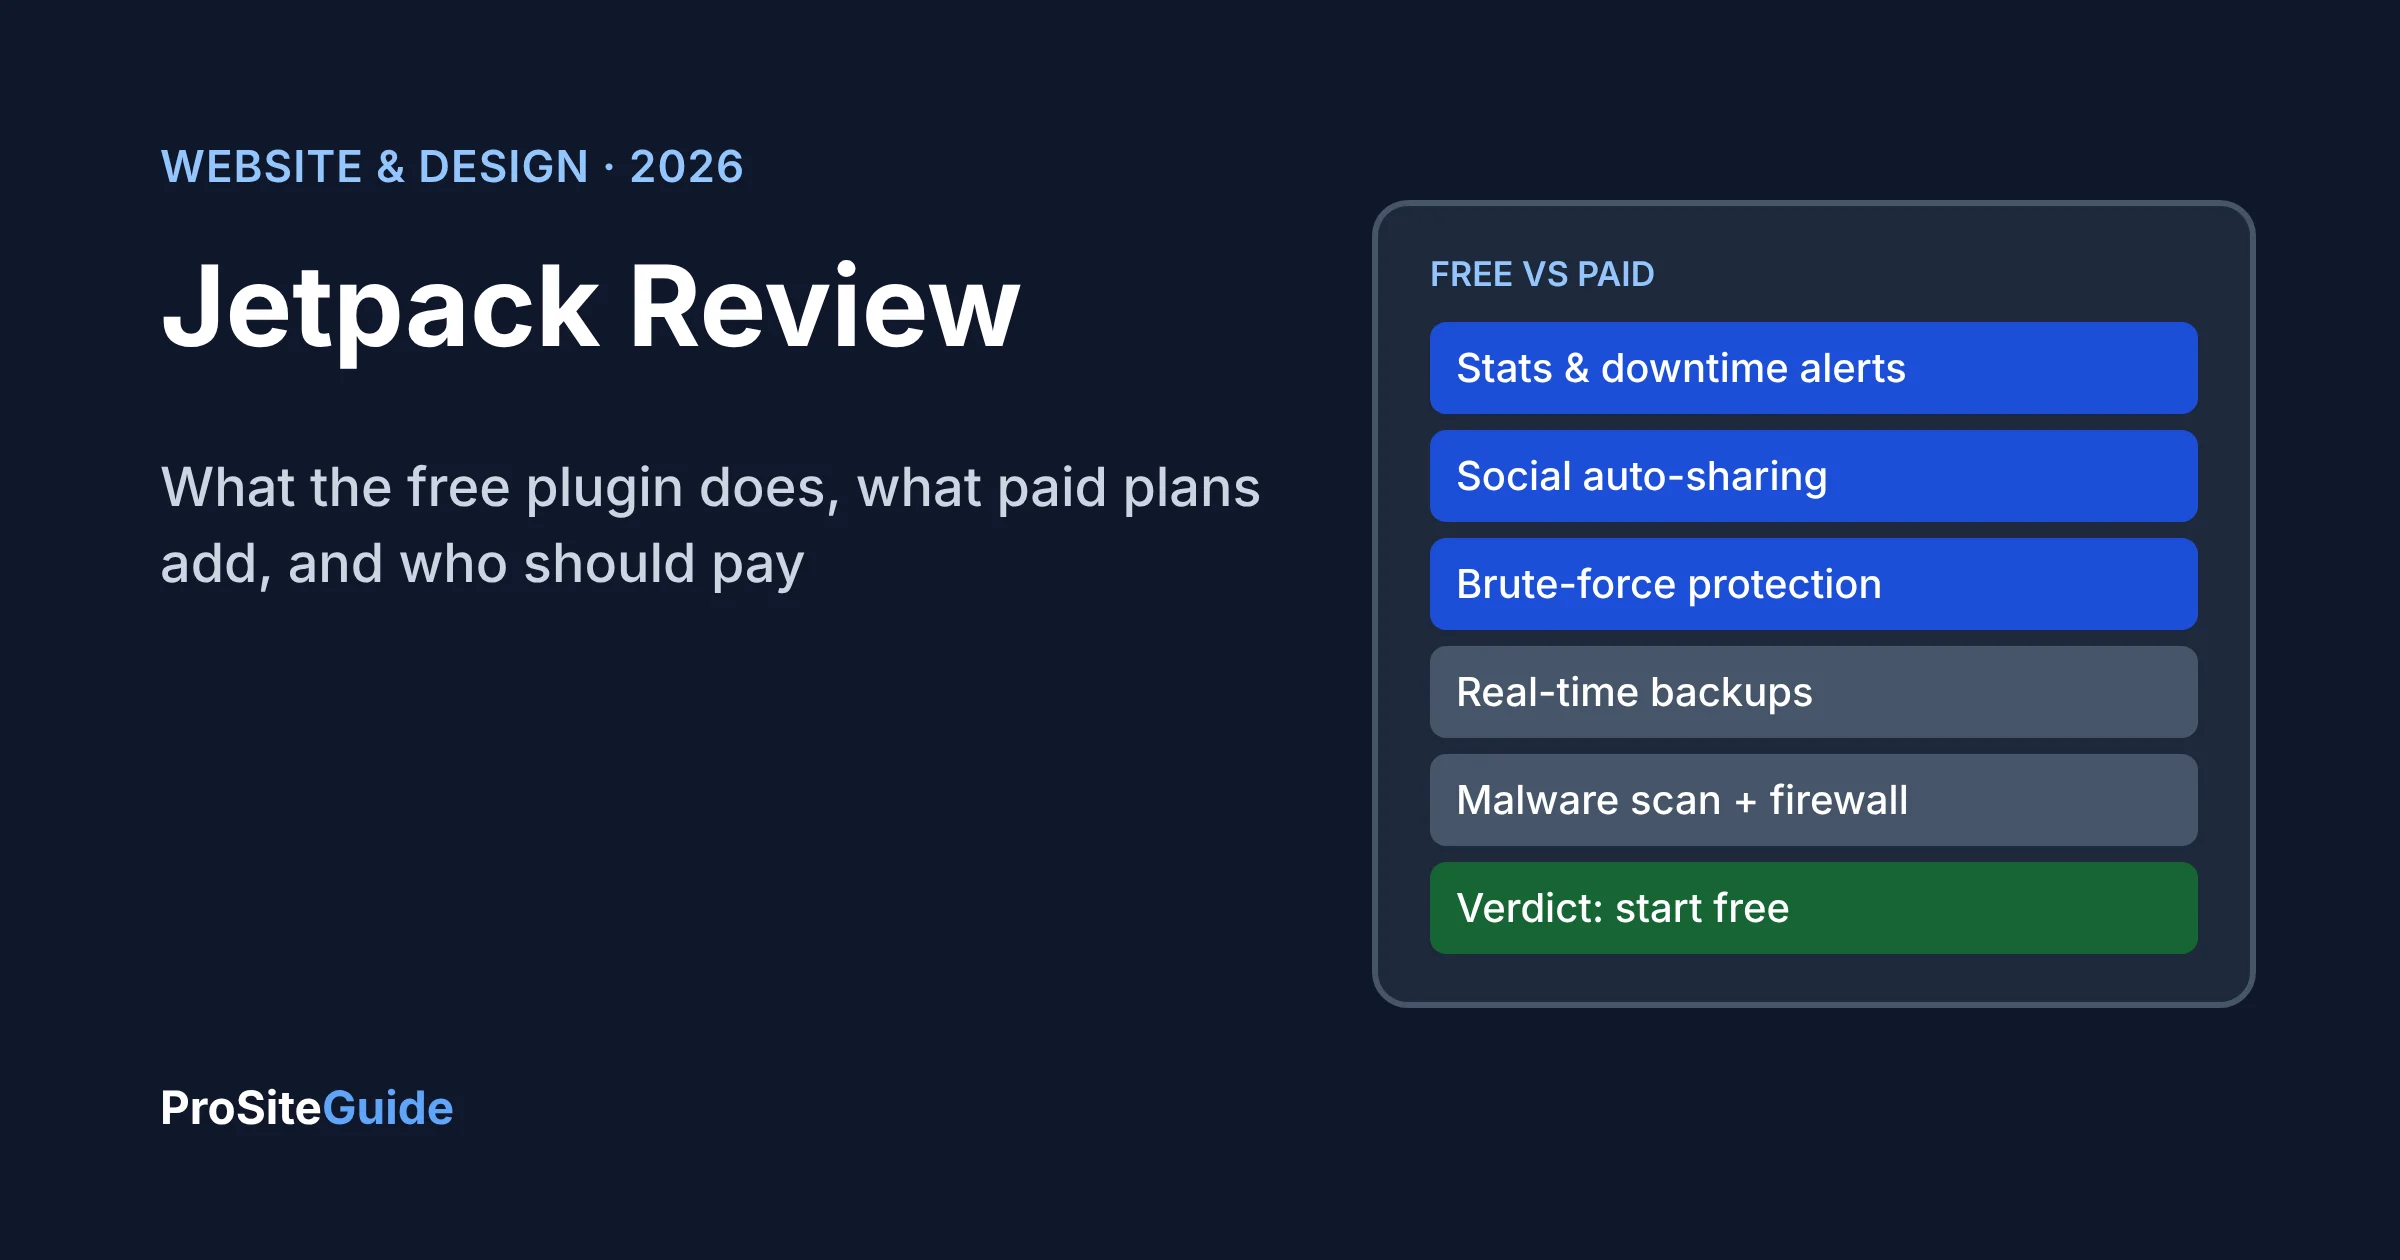 WEBSITE & DESIGN · 2026
Jetpack Review
What the free plugin does, what paid plans
add, and who should pay
FREE VS PAID
Stats & downtime alerts
Social auto-sharing
Brute-force protection
Real-time backups
Malware scan + firewall
Verdict: start free
ProSiteGuide